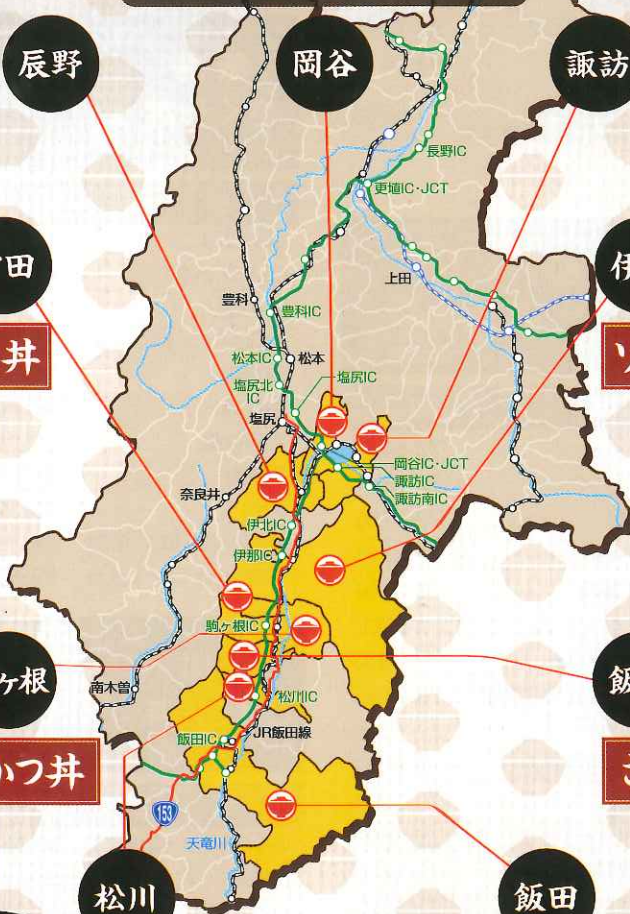 辰野
岡谷
諏訪
長野IC
更埴IC・JCT
田
上田
伊
豊科
豊科IC
丼
松本IC
松本
塩尻北
IC
塩尻IC
塩尻
岡谷IC・JCT
諏訪IC
諏訪南IC
奈良井
伊北IC
伊那IC
駒ヶ根IC
ヶ根
南木曽
飯
松川IC
飯田IC
JR飯田線
かつ丼
153
天竜川
松川
飯田